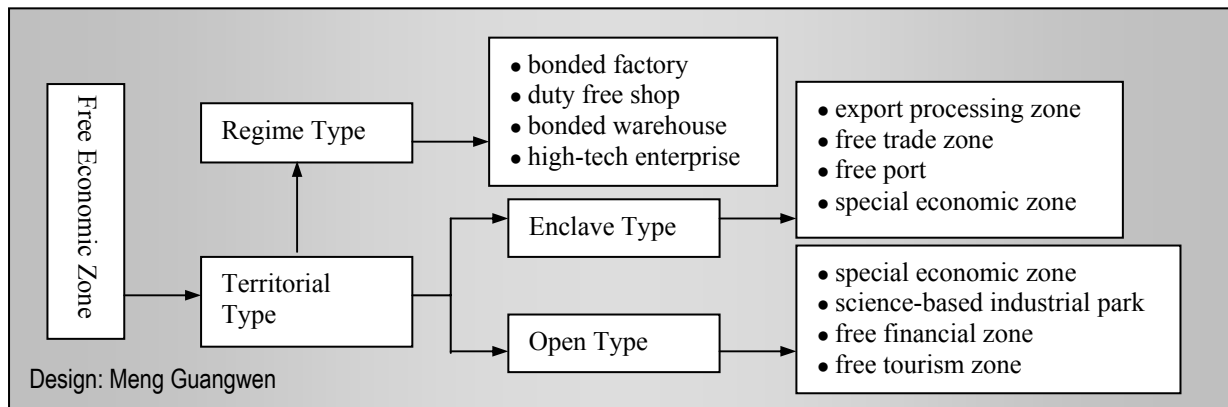 Free Economic Zone
Regime Type
• bonded factory
• duty free shop
• bonded warehouse
• high-tech enterprise
Territorial
Type
Enclave Type
• export processing zone
• free trade zone
• free port
• special economic zone
Open Type
• special economic zone
• science-based industrial park
• free financial zone
• free tourism zone
Design: Meng Guangwen